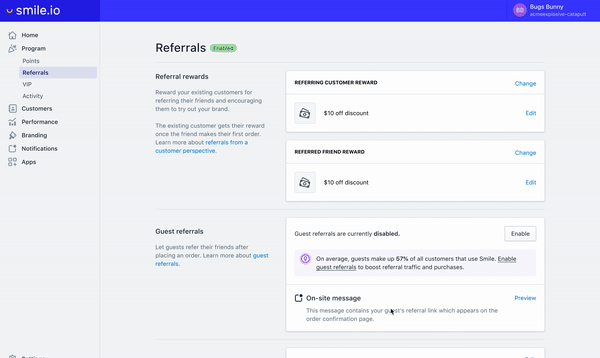 smile.io
Bugs Bunny
acmeexplosive-catapult
Home
Program
Points
Referrals
VIP
Activity
Customers
Performance
Branding
Notifications
Apps
Referrals Enabled
Referral rewards
Reward your existing customers for
referring their friends and encouraging
them to try out your brand.
The existing customer gets their reward
once the friend makes their first order.
Learn more about referrals from a
customer perspective.
REFERRING CUSTOMER REWARD
Change
$10 off discount
Edit
REFERRED FRIEND REWARD
Change
$10 off discount
Edit
Guest referrals
Let guests refer their friends after
placing an order. Learn more about guest
referrals.
Guest referrals are currently disabled.
Enable
On average, guests make up 57% of all customers that use Smile. Enable
guest referrals to boost referral traffic and purchases.
On-site message
Preview
This message contains your guest's referral link which appears on the
order confirmation page.